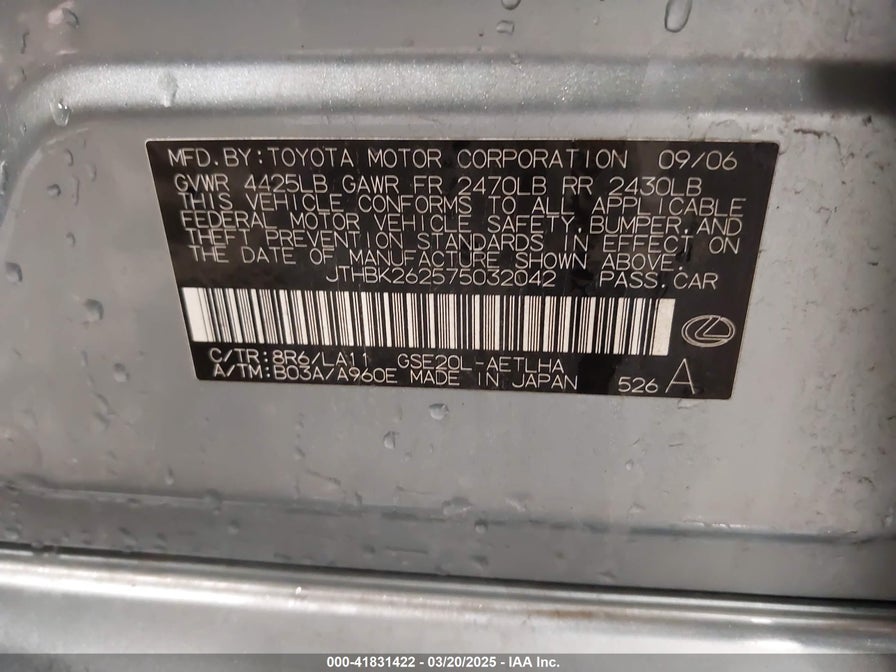 MFD.BY:TOYOTA MOTOR CORPORATION 09/06
GVWR 4425LB GAWR FR 2470LB RR 2430LB
THIS VEHICLE CONFORMS TO ALL APPLICABLE
FEDERAL MOTOR VEHICLE SAFETY,BUMPER,AND
THEFT PREVENTION STANDARDS IN EFFECT ON
THE DATE OF MANUFACTURE SHOWN ABOVE.
JTHBK262575032042 PASS.CAR
C/TR:8R6/LA11 GSE20L-AETLHA
A/TM:B03A/A960E MADE IN JAPAN 526 A
000-41831422 - 03/20/2025 - IAA Inc.